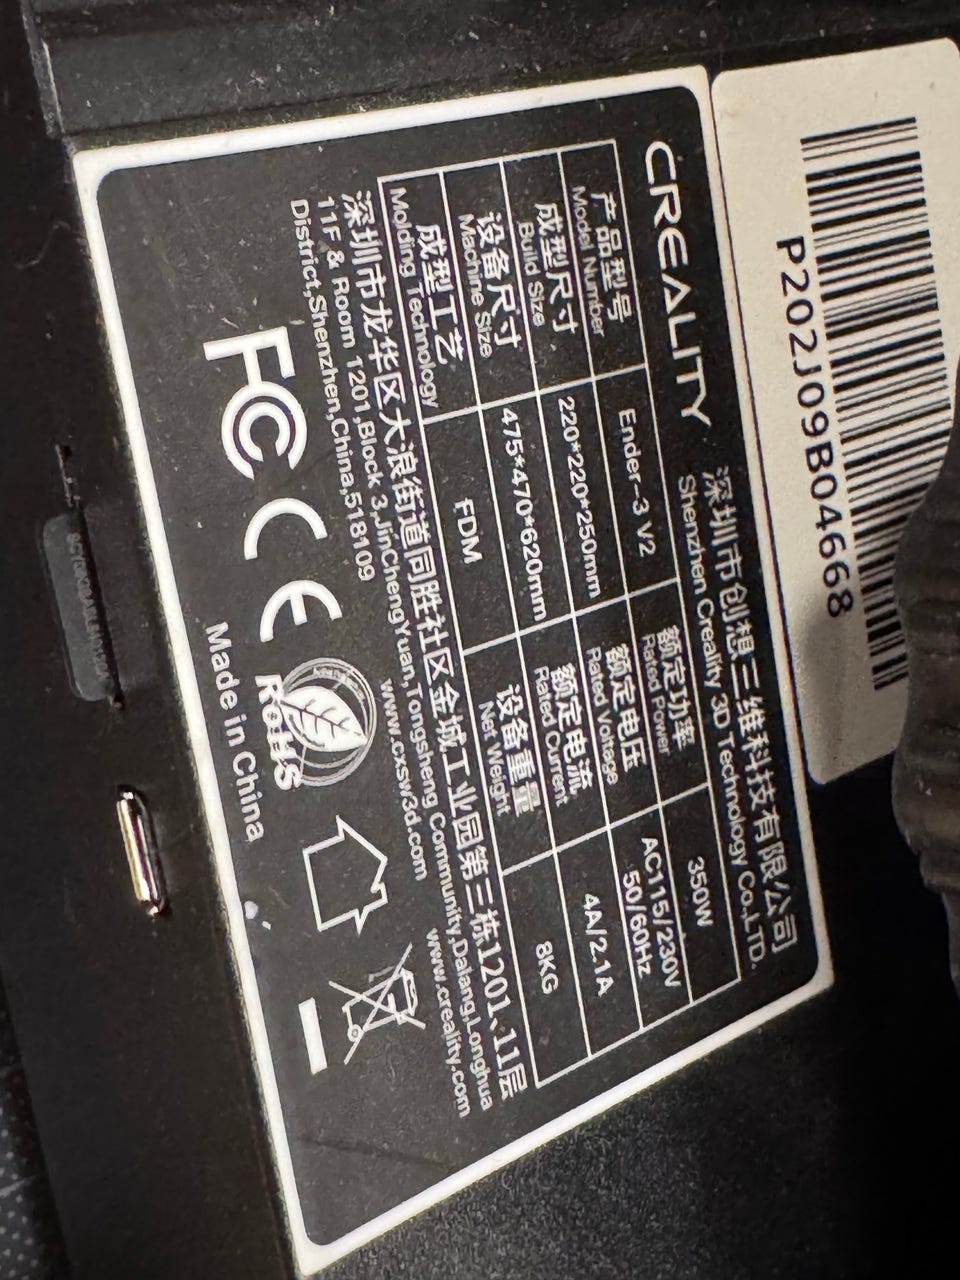 P202J09B04668
CREALITY
深圳市创想三维科技有限公司
Shenzhen Creality 3D Technology Co.,LTD.
产品型号
Model Number
Ender-3 V2
额定功率
Rated Power
350W
成型尺寸
Build Size
220*220*250mm
额定电压
Rated Voltage
AC115/230V
50/60Hz
设备尺寸
Machine Size
475*470*620mm
额定电流
Rated Current
4A/2.1A
成型工艺
Molding Technology
FDM
设备重量
Net Weight
8KG
深圳市龙华区大浪街道同胜社区金城工业园第三栋1201、11层
11F & Room 1201,Block 3,JinChengYuan,Tongsheng Community,Dalang,Longhua
District,Shenzhen,China,518109
www.cxsw3d.com
www.creality.com
FC CE RoHS
Made in China